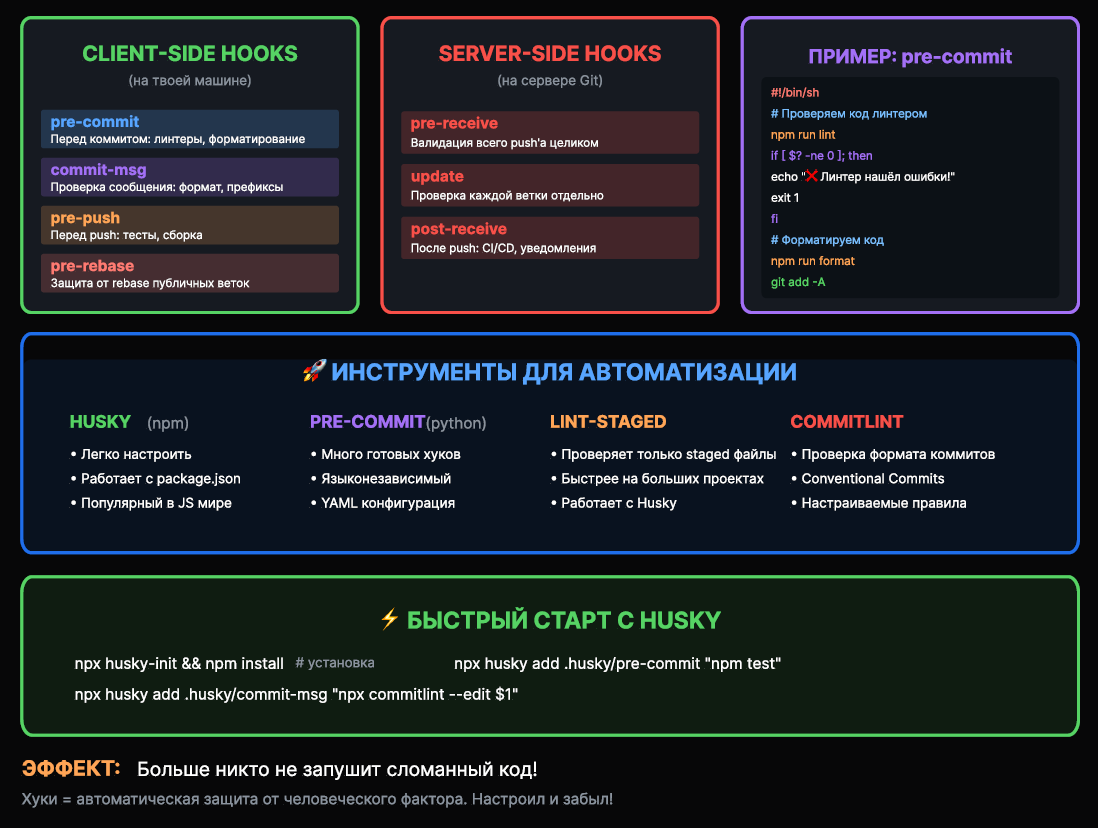 CLIENT-SIDE HOOKS
(на твоей машине)
pre-commit
Перед коммитом: линтеры, форматирование
commit-msg
Проверка сообщения: формат, префиксы
pre-push
Перед push: тесты, сборка
pre-rebase
Защита от rebase публичных веток
SERVER-SIDE HOOKS
(на сервере Git)
pre-receive
Валидация всего push'а целиком
update
Проверка каждой ветки отдельно
post-receive
После push: CI/CD, уведомления
ПРИМЕР: pre-commit
#!/bin/sh
# Проверяем код линтером
npm run lint
if [ $? -ne 0 ]; then
echo "❌ Линтер нашёл ошибки!"
exit 1
fi
# Форматируем код
npm run format
git add -A
🚀 ИНСТРУМЕНТЫ ДЛЯ АВТОМАТИЗАЦИИ
HUSKY (npm)
• Легко настроить
• Работает с package.json
• Популярный в JS мире
PRE-COMMIT(python)
• Много готовых хуков
• Языконезависимый
• YAML конфигурация
LINT-STAGED
• Проверяет только staged файлы
• Быстрее на больших проектах
• Работает с Husky
COMMITLINT
• Проверка формата коммитов
• Conventional Commits
• Настраиваемые правила
⚡ БЫСТРЫЙ СТАРТ С HUSKY
npx husky-init && npm install # установка
npx husky add .husky/pre-commit "npm test"
npx husky add .husky/commit-msg "npx commitlint --edit $1"
ЭФФЕКТ: Больше никто не запушит сломанный код!
Хуки = автоматическая защита от человеческого фактора. Настроил и забыл!